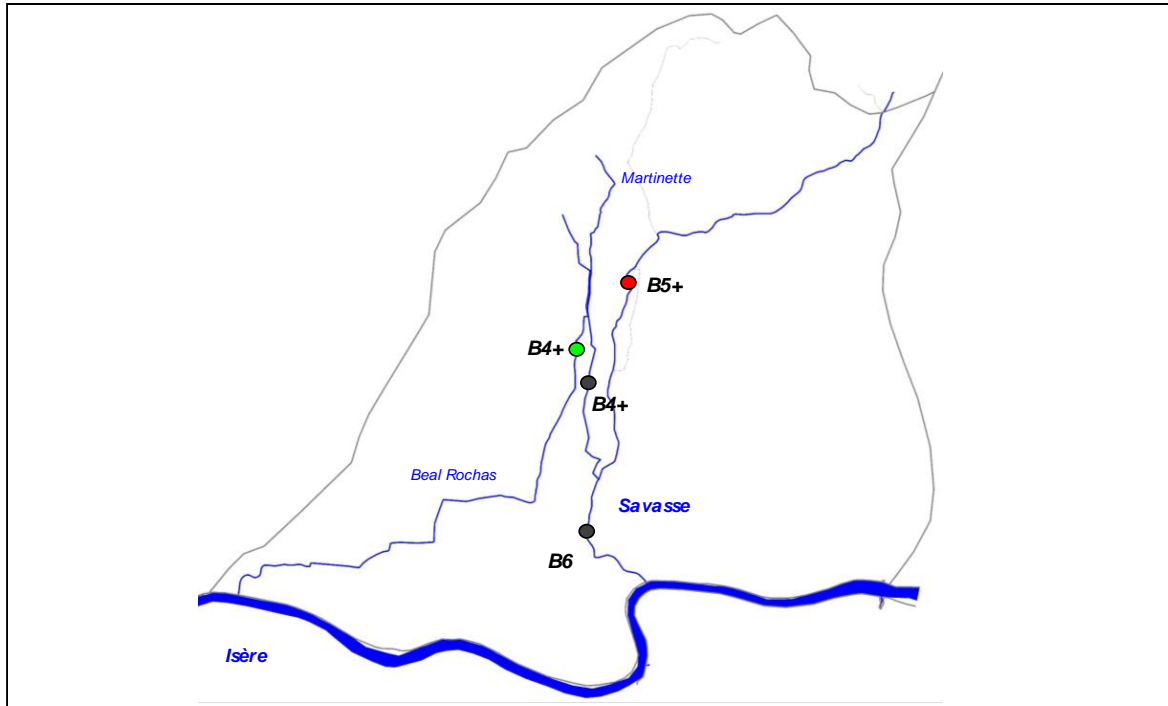 Martinette
B5+
B4+
B4+
Beal Rochas
Savasse
B6
Isère